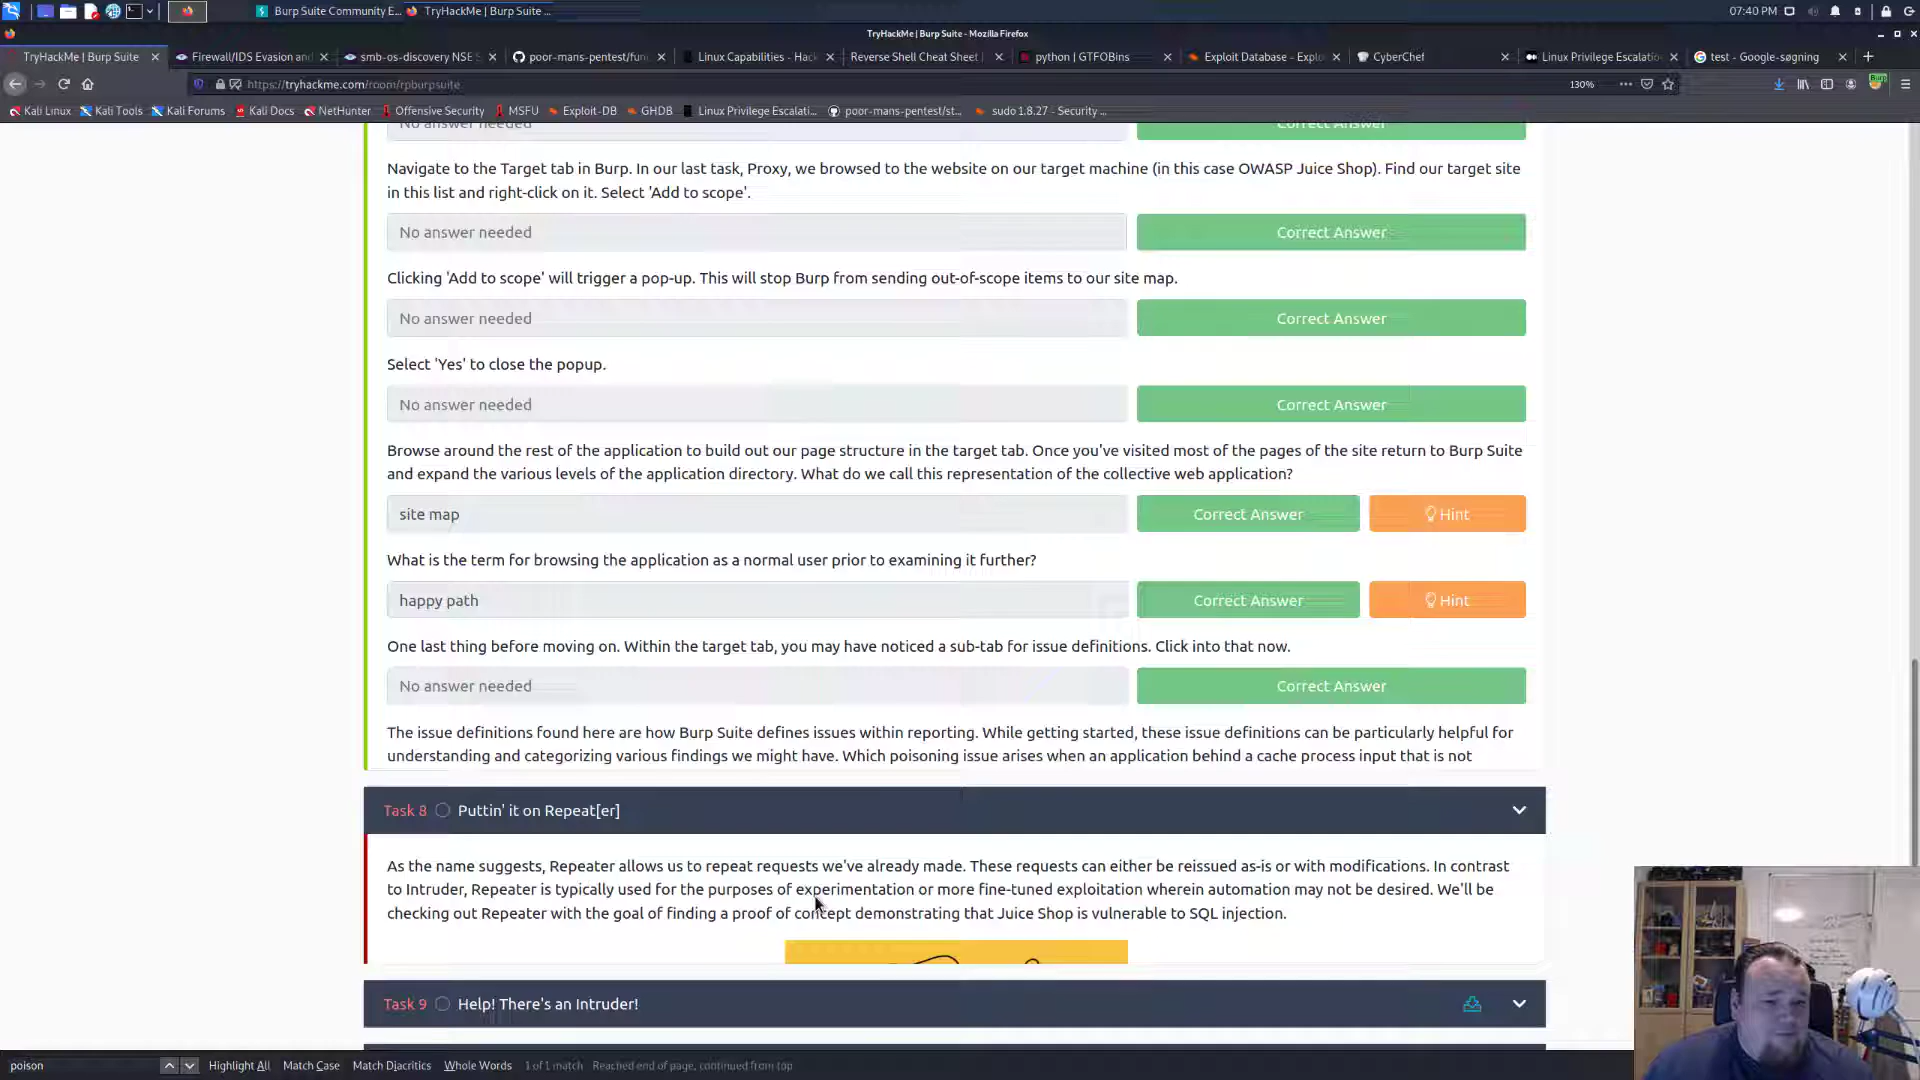 Burp Suite Community E...
TryHackMe | Burp Suite ...
07:40 PM
TryHackMe | Burp Suite - Mozilla Firefox
TryHackMe | Burp Suite
Firewall/IDS Evasion and
smb-os-discovery NSE S
poor-mans-pentest/fun
Linux Capabilities - Hac
Reverse Shell Cheat Sheet
python | GTFOBins
Exploit Database - Explo
CyberChef
Linux Privilege Escalatio
test - Google-søgning
https://tryhackme.com/room/rpburpsuite
130%
Burp
Kali Linux
Kali Tools
Kali Forums
Kali Docs
NetHunter
Offensive Security
MSFU
Exploit-DB
GHDB
Linux Privilege Escalati...
poor-mans-pentest/st...
sudo 1.8.27 - Security ...
No answer needed
Correct Answer
Navigate to the Target tab in Burp. In our last task, Proxy, we browsed to the website on our target machine (in this case OWASP Juice Shop). Find our target site
in this list and right-click on it. Select 'Add to scope'.
No answer needed
Correct Answer
Clicking 'Add to scope' will trigger a pop-up. This will stop Burp from sending out-of-scope items to our site map.
No answer needed
Correct Answer
Select 'Yes' to close the popup.
No answer needed
Correct Answer
Browse around the rest of the application to build out our page structure in the target tab. Once you've visited most of the pages of the site return to Burp Suite
and expand the various levels of the application directory. What do we call this representation of the collective web application?
site map
Correct Answer
Hint
What is the term for browsing the application as a normal user prior to examining it further?
happy path
Correct Answer
Hint
One last thing before moving on. Within the target tab, you may have noticed a sub-tab for issue definitions. Click into that now.
No answer needed
Correct Answer
The issue definitions found here are how Burp Suite defines issues within reporting. While getting started, these issue definitions can be particularly helpful for
understanding and categorizing various findings we might have. Which poisoning issue arises when an application behind a cache process input that is not
Task 8
Puttin' it on Repeat[er]
As the name suggests, Repeater allows us to repeat requests we've already made. These requests can either be reissued as-is or with modifications. In contrast
to Intruder, Repeater is typically used for the purposes of experimentation or more fine-tuned exploitation wherein automation may not be desired. We'll be
checking out Repeater with the goal of finding a proof of concept demonstrating that Juice Shop is vulnerable to SQL injection.
Task 9
Help! There's an Intruder!
poison
Highlight All
Match Case
Match Diacritics
Whole Words
1 of 1 match
Reached end of page, continued from top